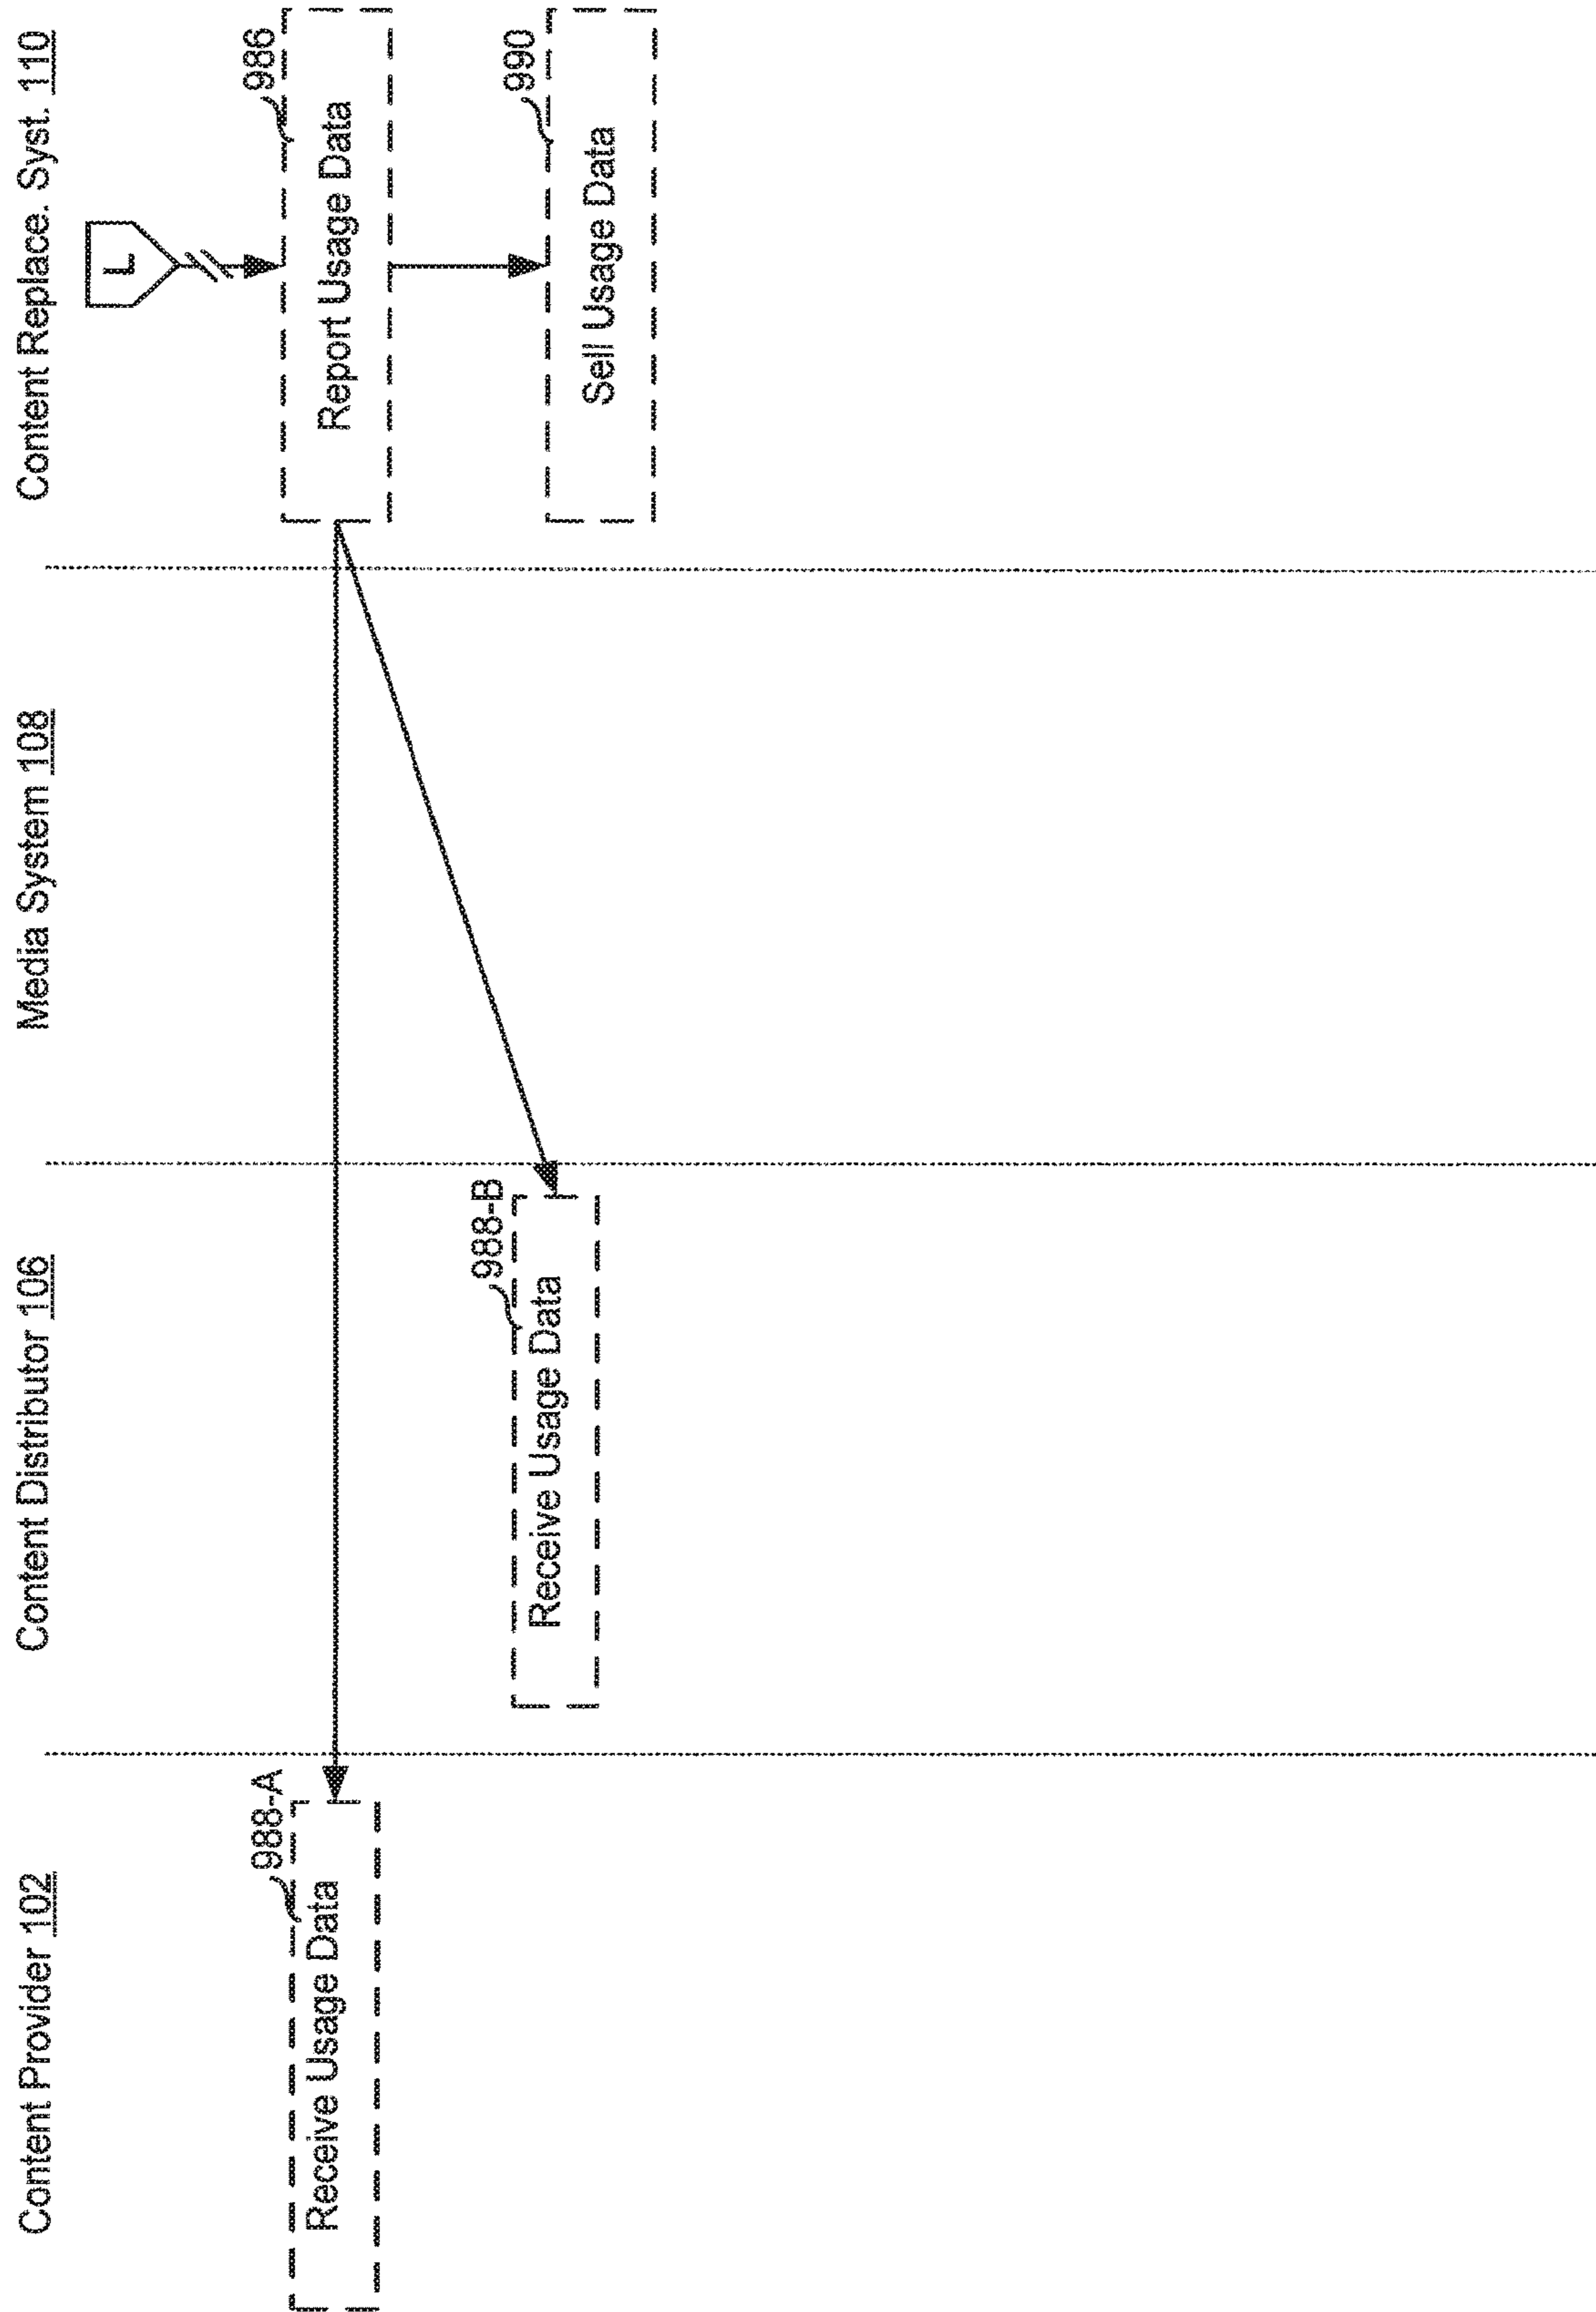 Content Provider 102
Content Distributor 106
Media System 108
Content Replace. Syst. 110
L
986
Report Usage Data
988-A
Receive Usage Data
988-B
Receive Usage Data
990
Sell Usage Data